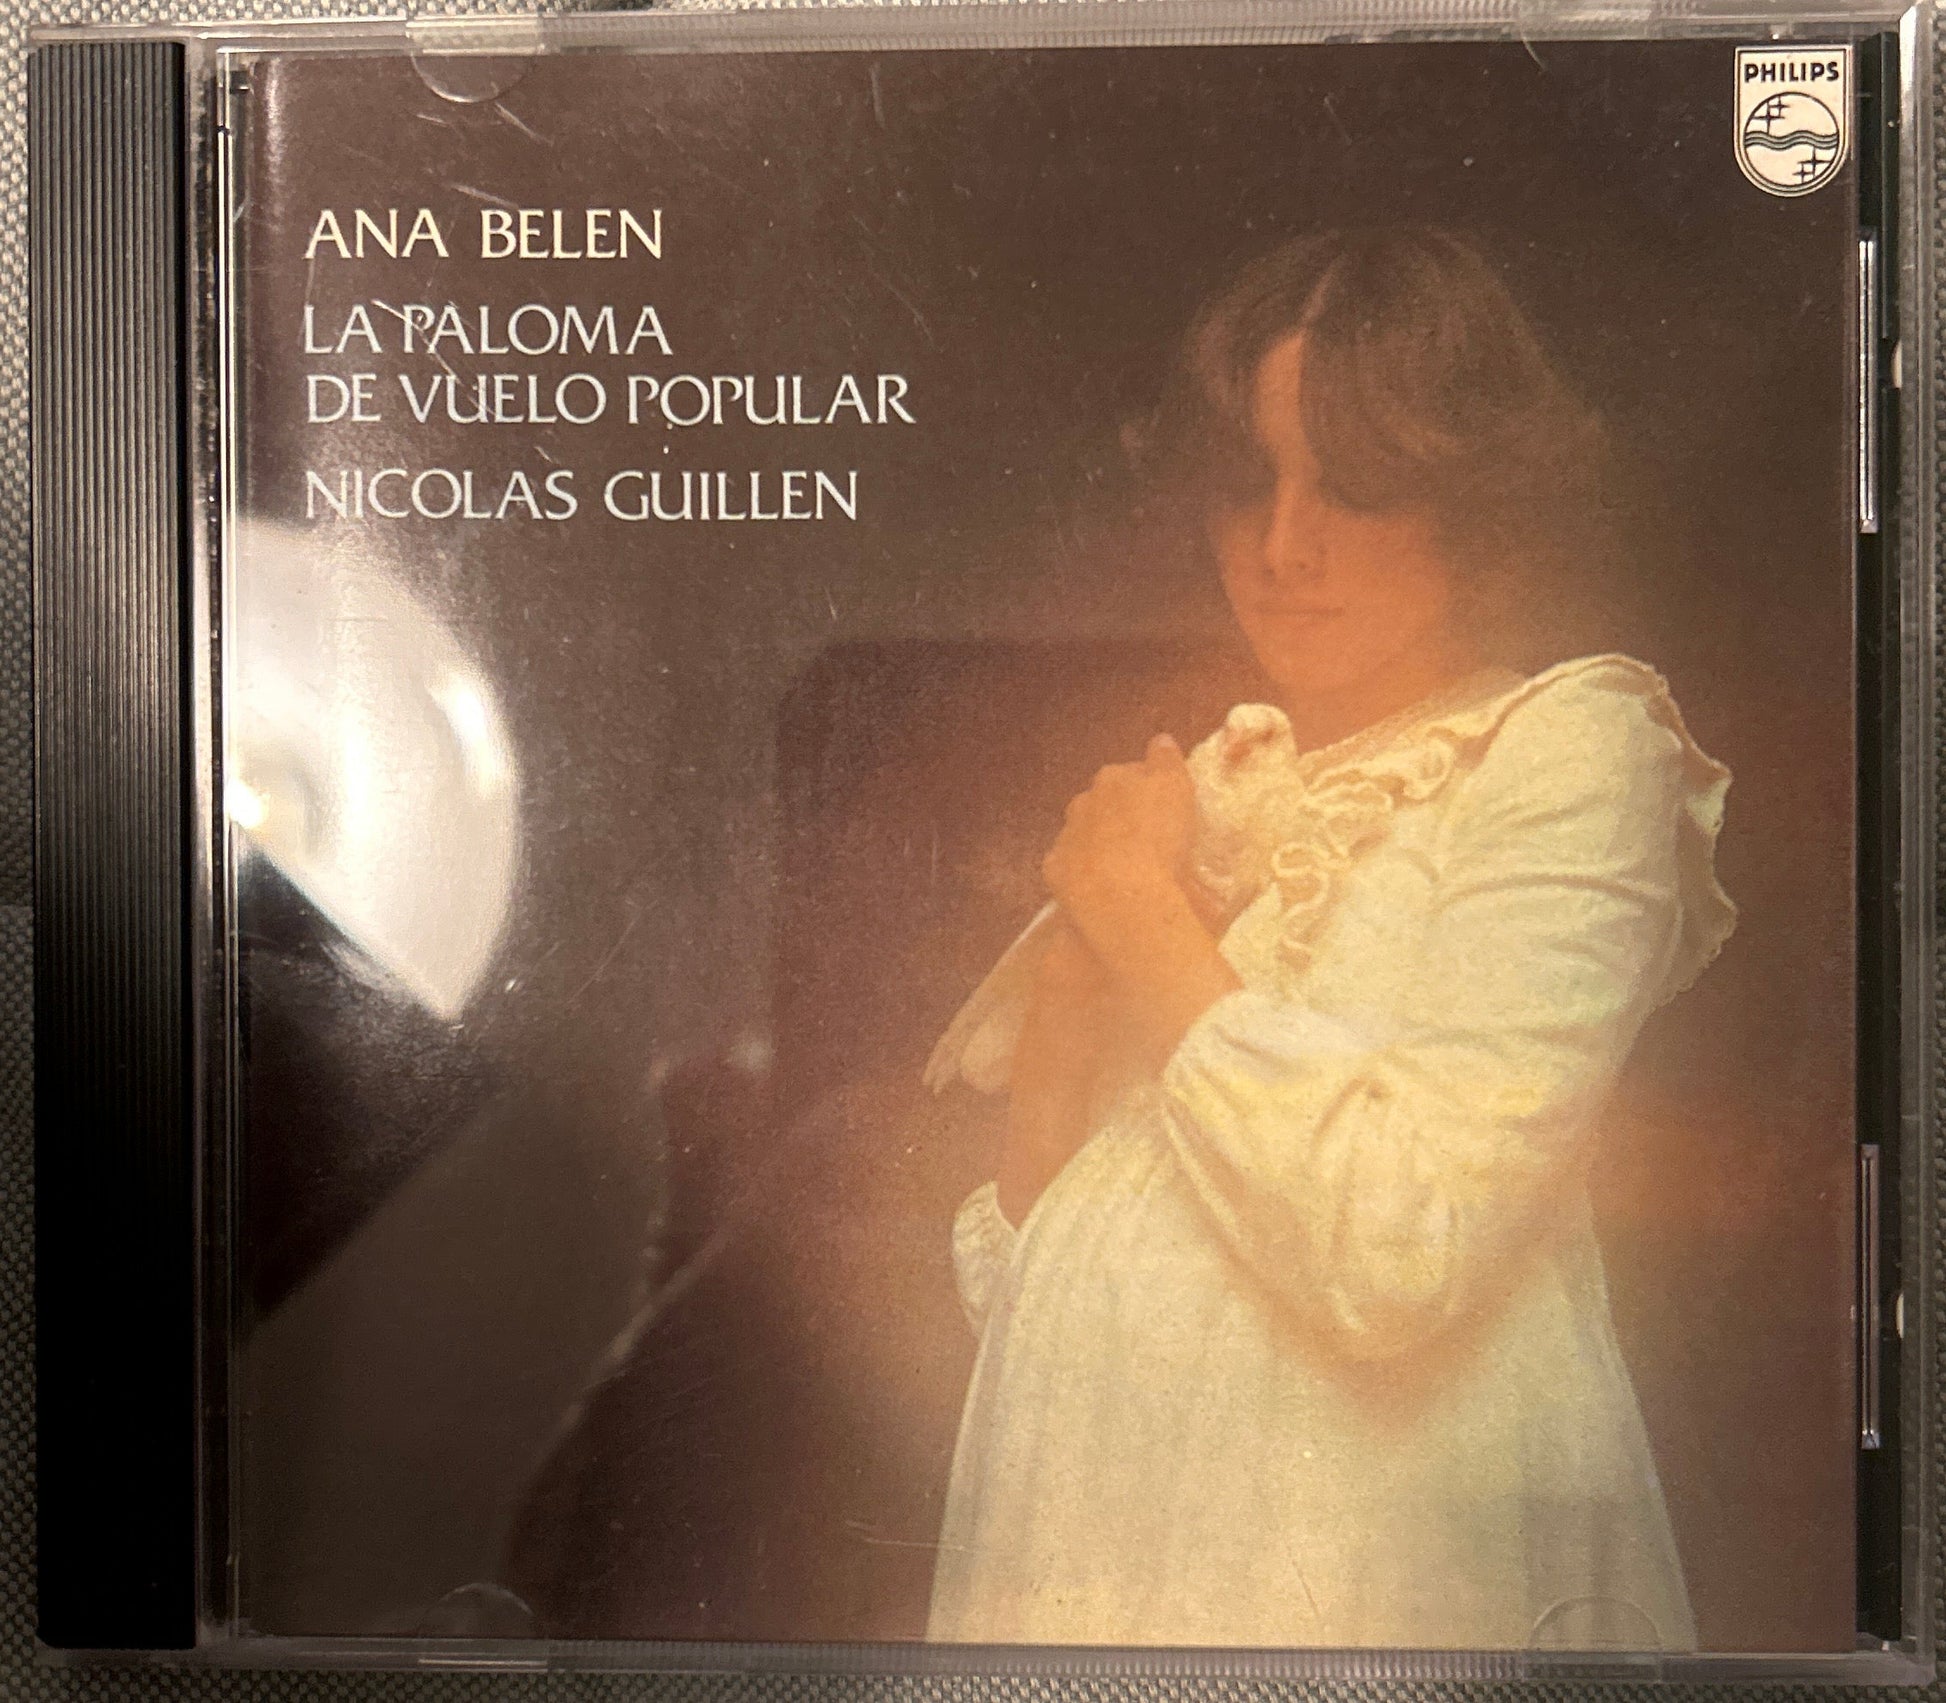 PHILIPS
ANA BELEN
LA PALOMA
DE VUELO POPULAR
NICOLAS GUILLEN